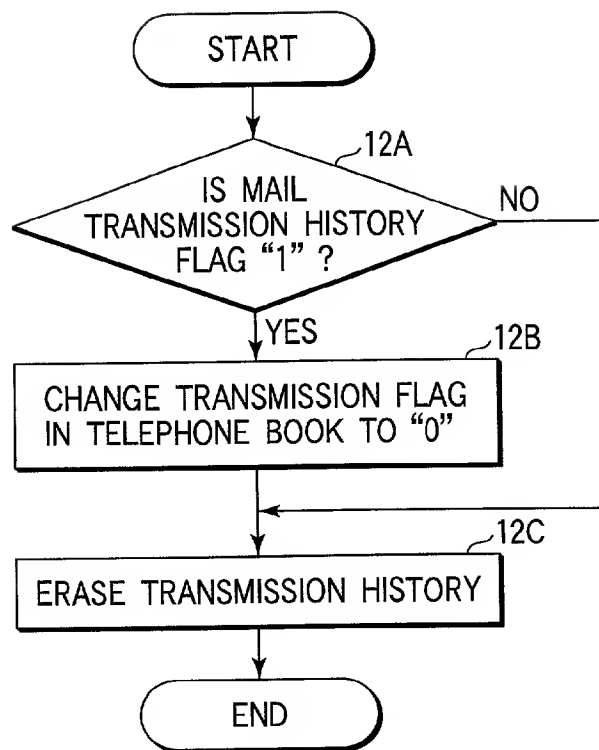 START
12A
IS MAIL
TRANSMISSION HISTORY
FLAG “1” ?
NO
YES
12B
CHANGE TRANSMISSION FLAG
IN TELEPHONE BOOK TO “0”
12C
ERASE TRANSMISSION HISTORY
END